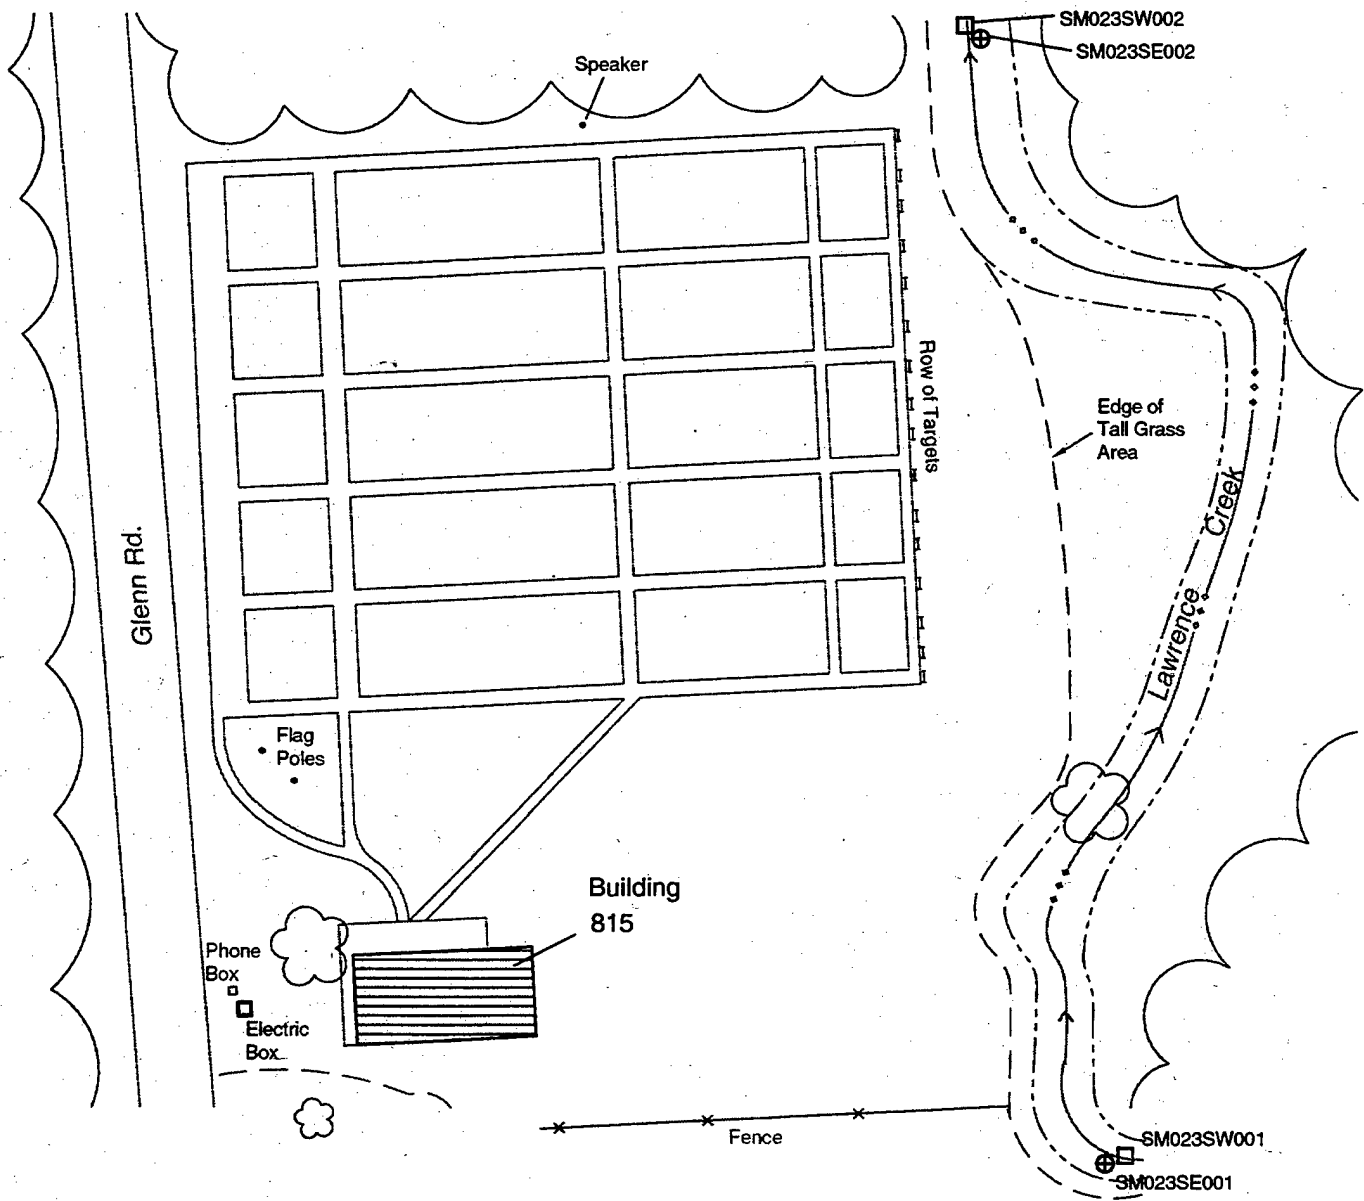 SM023SW002
SM023SE002
Speaker
Row of Targets
Edge of
Tall Grass
Area
Creek
Lawrence
Glenn Rd.
Flag
Poles
Building
815
Phone
Box
Electric
Box
Fence
SM023SW001
SM023SE001